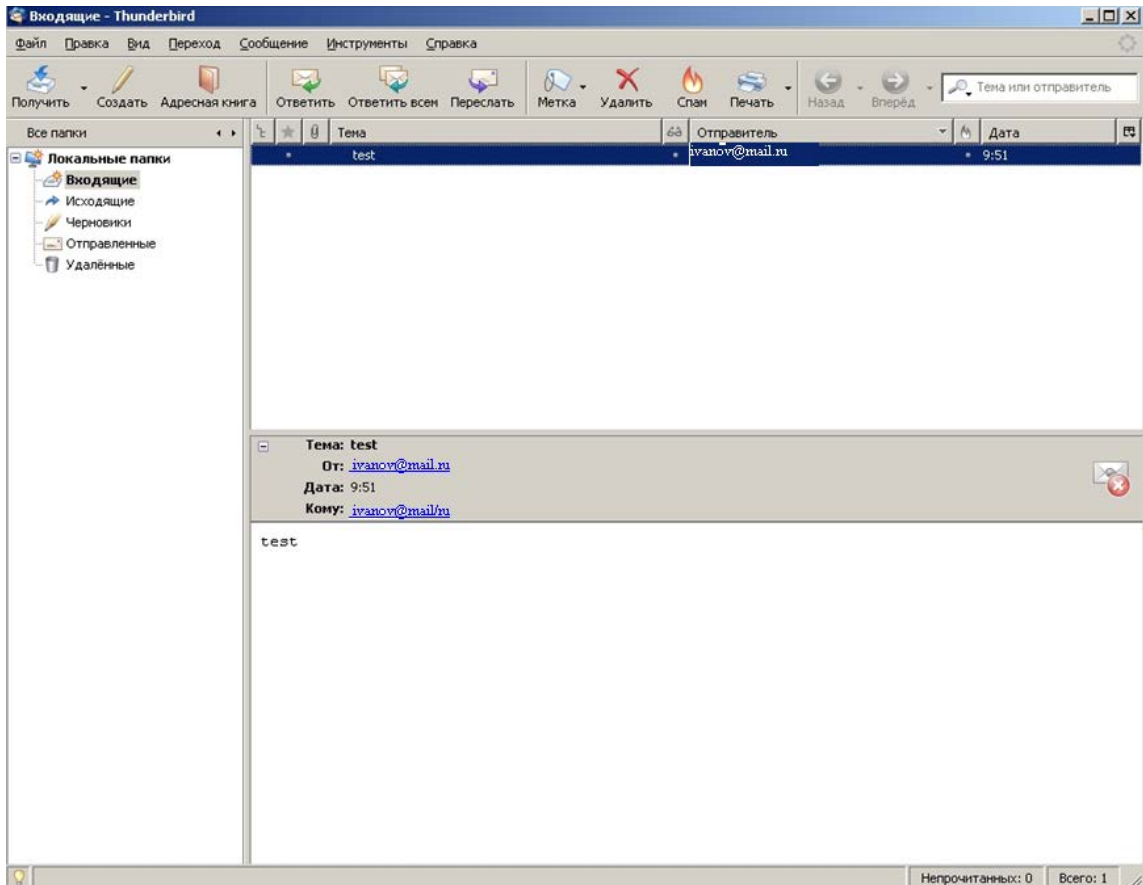 Входящие - Thunderbird
Файл Правка Вид Переход Сообщение Инструменты Справка
Получить Создать Адресная книга Ответить Ответить всем Переслать Метка Удалить Спам Печать Назад Вперёд Тема или отправитель
Все папки Тема Отправитель Дата
test ivanov@mail.ru 9:51
Локальные папки
Входящие
Исходящие
Черновики
Отправленные
Удалённые
Тема: test
От: ivanov@mail.ru
Дата: 9:51
Кому: ivanov@mail/ru
test
Непрочитанных: 0 Всего: 1